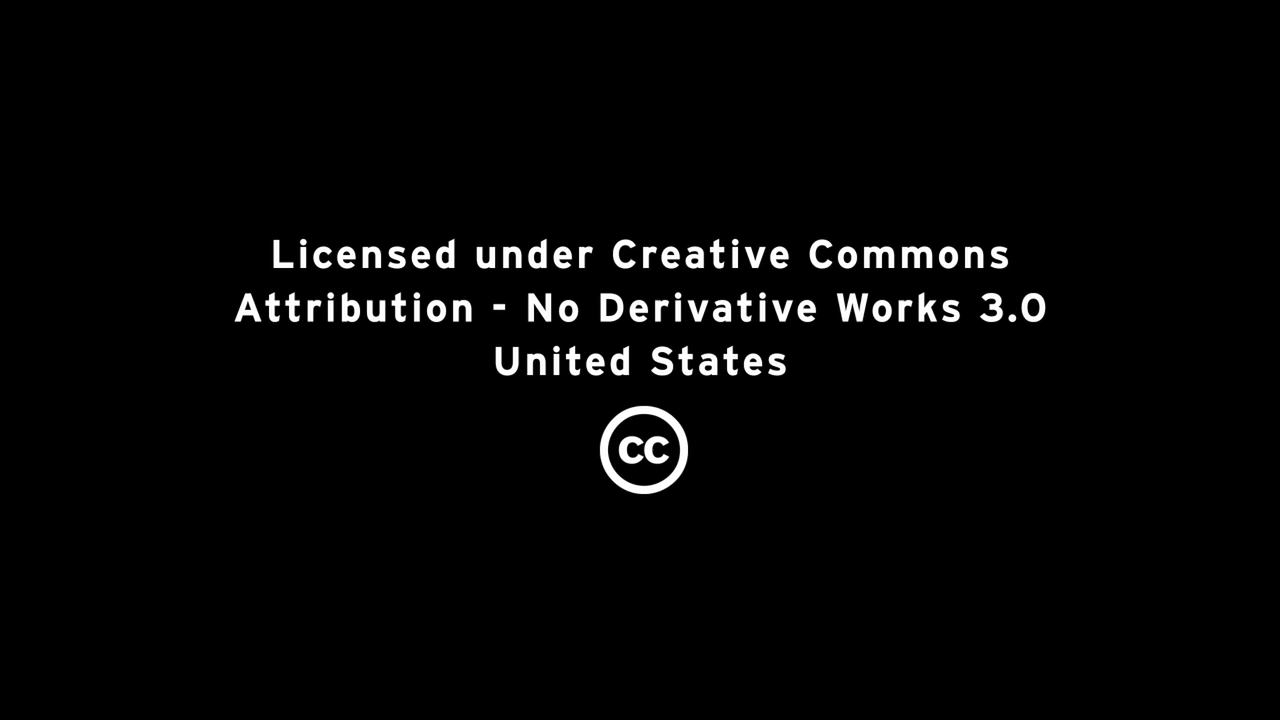 Licensed under Creative Commons
Attribution - No Derivative Works 3.0
United States
cc